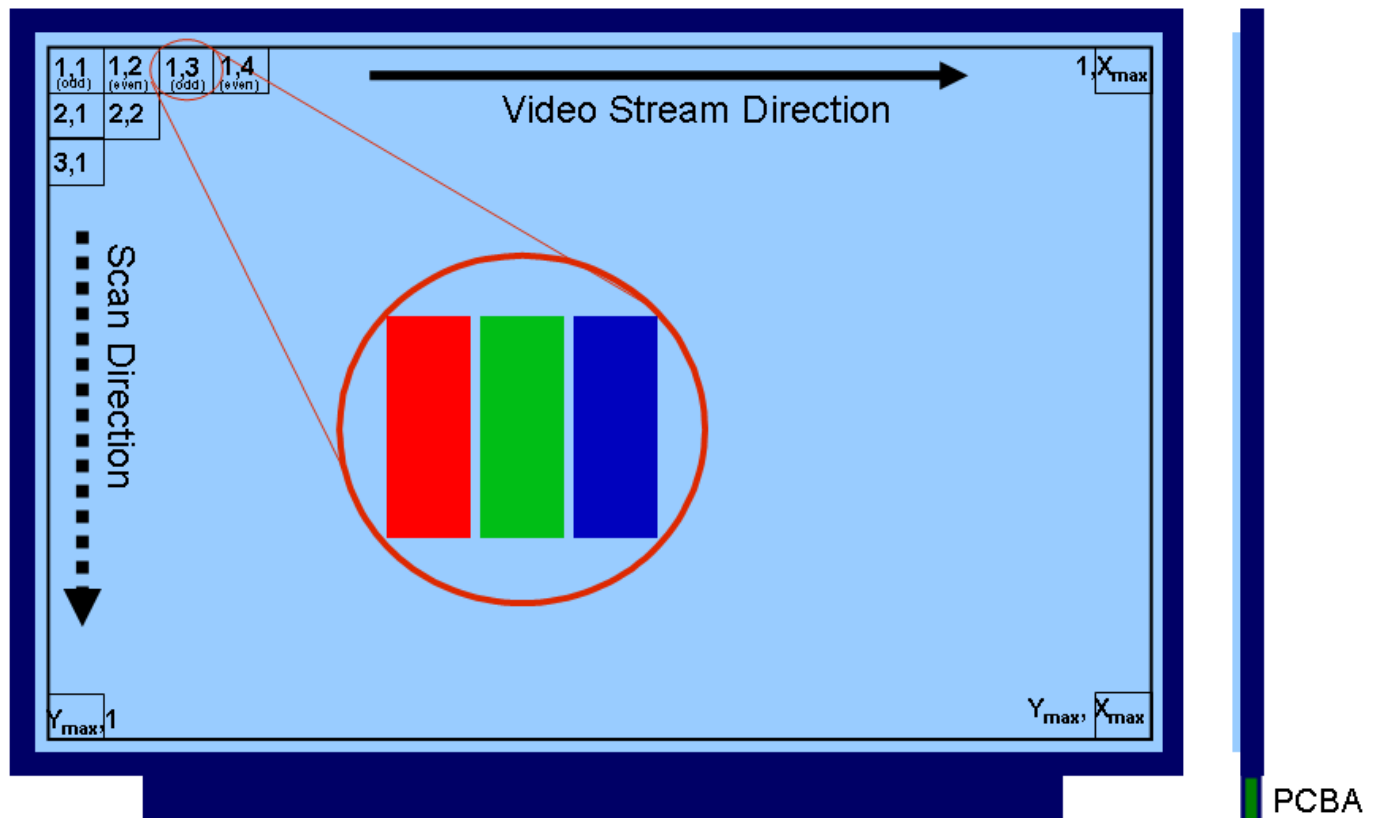 1,1 1,2 1,3 1,4 1,Xmax
(odd) (even) (odd) (even)
Video Stream Direction
2,1 2,2
3,1
Scan Direction
Ymax,1 Ymax, Xmax
PCBA